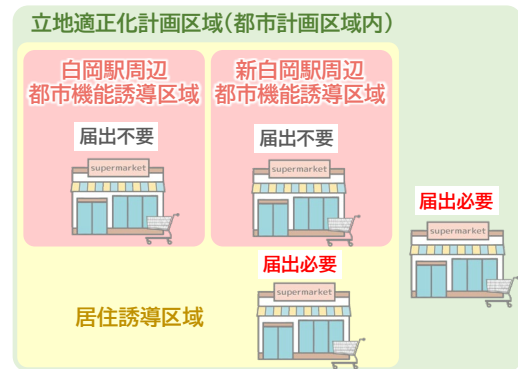 立地適正化計画区域(都市計画区域内)
白岡駅周辺
都市機能誘導区域
届出不要
supermarket
新白岡駅周辺
都市機能誘導区域
届出不要
supermarket
届出必要
supermarket
届出必要
supermarket
居住誘導区域